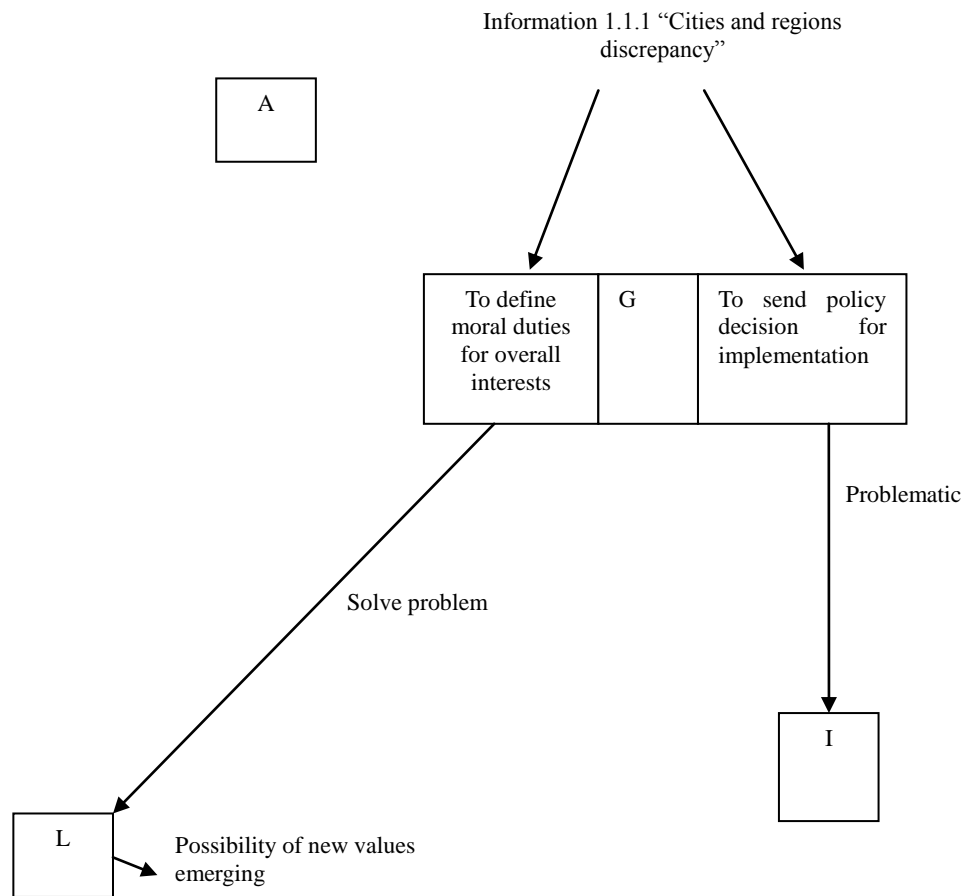 Information 1.1.1 “Cities and regions
discrepancy”
A
To define
moral duties
for overall
interests
G
To send policy
decision for
implementation
Problematic
Solve problem
I
L
Possibility of new values
emerging